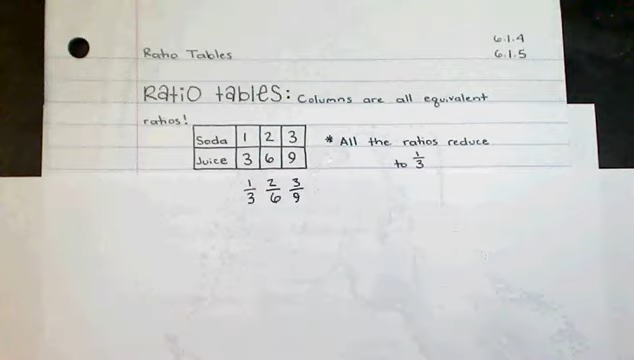 6.1.4
Ratio Tables 6.1.5
Ratio tables: Columns are all equivalent
ratios!
Soda 1 2 3 * All the ratios reduce
Juice 3 6 9 to 1/3
1/3 2/6 3/9